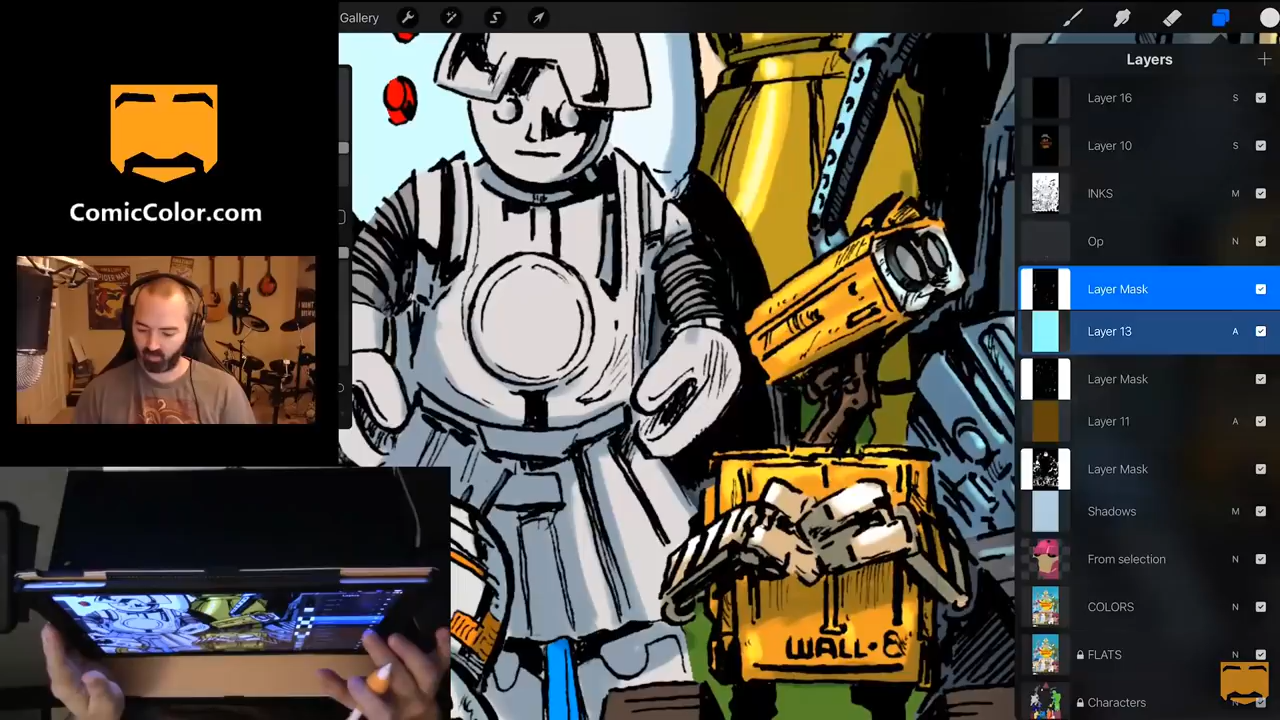 Gallery
Layers
ComicColor.com
Layer 16 S
Layer 10 S
INKS M
Op N
Layer Mask
Layer 13 A
Layer Mask
Layer 11 A
Layer Mask
Shadows M
From selection N
COLORS N
FLATS N
Characters
WALL·E